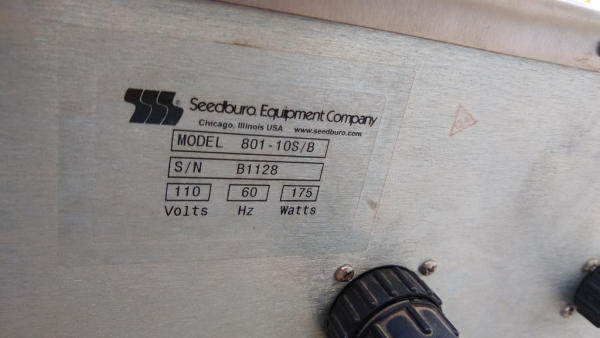 SSS® Seedburo Equipment Company
Chicago, Illinois USA www.seedburo.com
MODEL 801-10S/B
S/N B1128
110 60 175
Volts Hz Watts